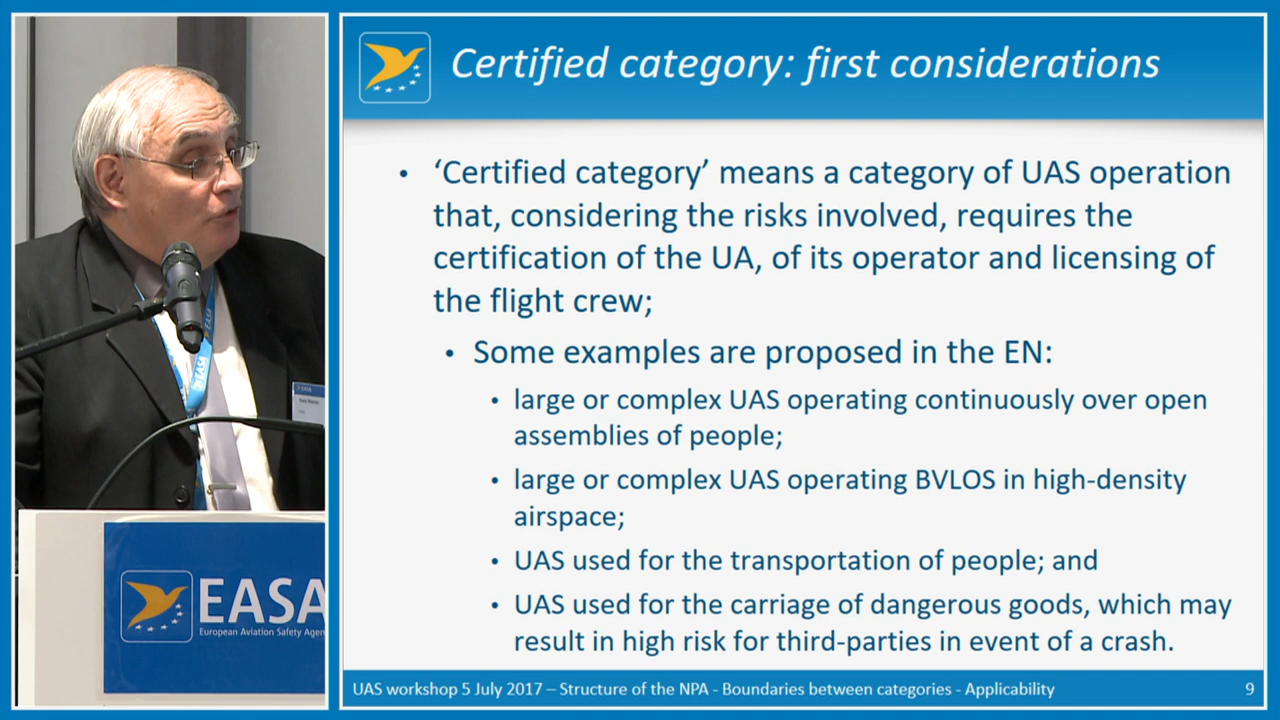 Certified category: first considerations
• 'Certified category' means a category of UAS operation
that, considering the risks involved, requires the
certification of the UA, of its operator and licensing of
the flight crew;
• Some examples are proposed in the EN:
• large or complex UAS operating continuously over open
assemblies of people;
• large or complex UAS operating BVLOS in high-density
airspace;
• UAS used for the transportation of people; and
• UAS used for the carriage of dangerous goods, which may
result in high risk for third-parties in event of a crash.
UAS workshop 5 July 2017 – Structure of the NPA - Boundaries between categories - Applicability 9
EASA
EASA
EASA
European Aviation Safety Agen